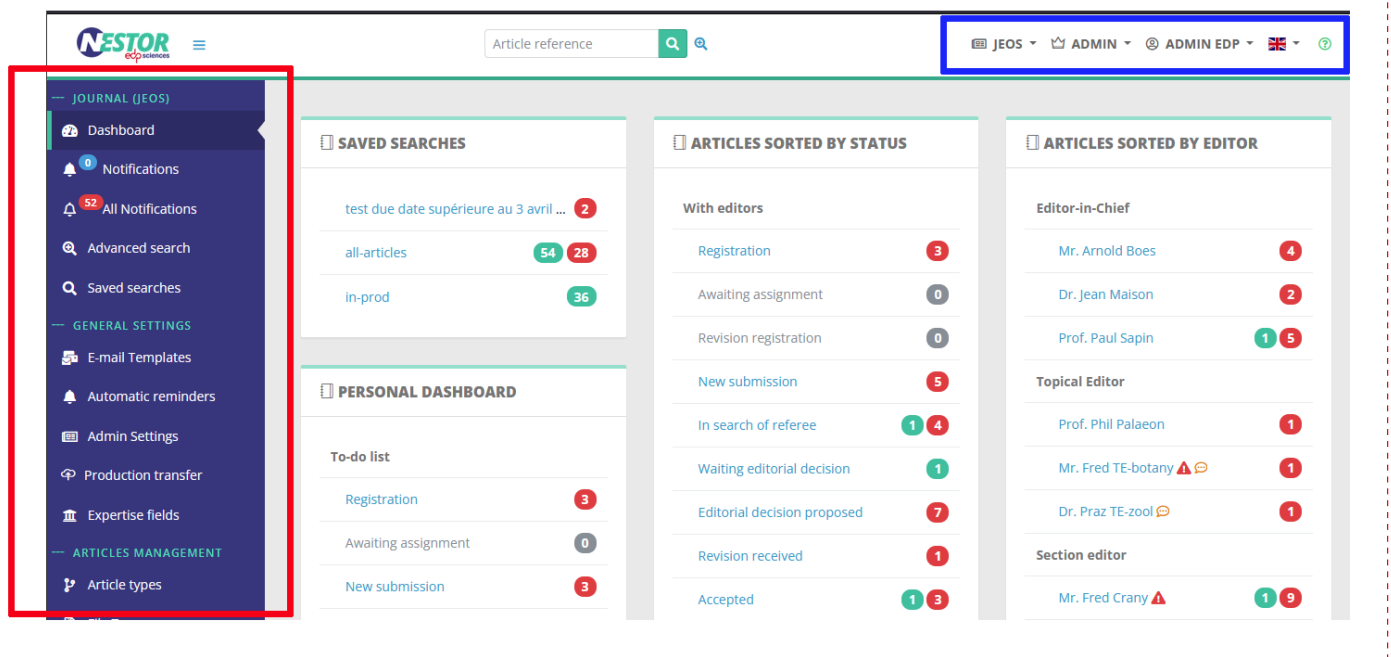 NESTOR
edp sciences
Article reference
JEOS
ADMIN
ADMIN EDP
JOURNAL (JEOS)
Dashboard
0 Notifications
52 All Notifications
Advanced search
Saved searches
GENERAL SETTINGS
E-mail Templates
Automatic reminders
Admin Settings
Production transfer
Expertise fields
ARTICLES MANAGEMENT
Article types
SAVED SEARCHES
test due date supérieure au 3 avril ... 2
all-articles 54 28
in-prod 36
PERSONAL DASHBOARD
To-do list
Registration 3
Awaiting assignment 0
New submission 3
ARTICLES SORTED BY STATUS
With editors
Registration 3
Awaiting assignment 0
Revision registration 0
New submission 5
In search of referee 1 4
Waiting editorial decision 1
Editorial decision proposed 7
Revision received 1
Accepted 1 3
ARTICLES SORTED BY EDITOR
Editor-in-Chief
Mr. Arnold Boes 4
Dr. Jean Maison 2
Prof. Paul Sapin 1 5
Topical Editor
Prof. Phil Palaeon 1
Mr. Fred TE-botany 1
Dr. Praz TE-zool 1
Section editor
Mr. Fred Crany 1 9